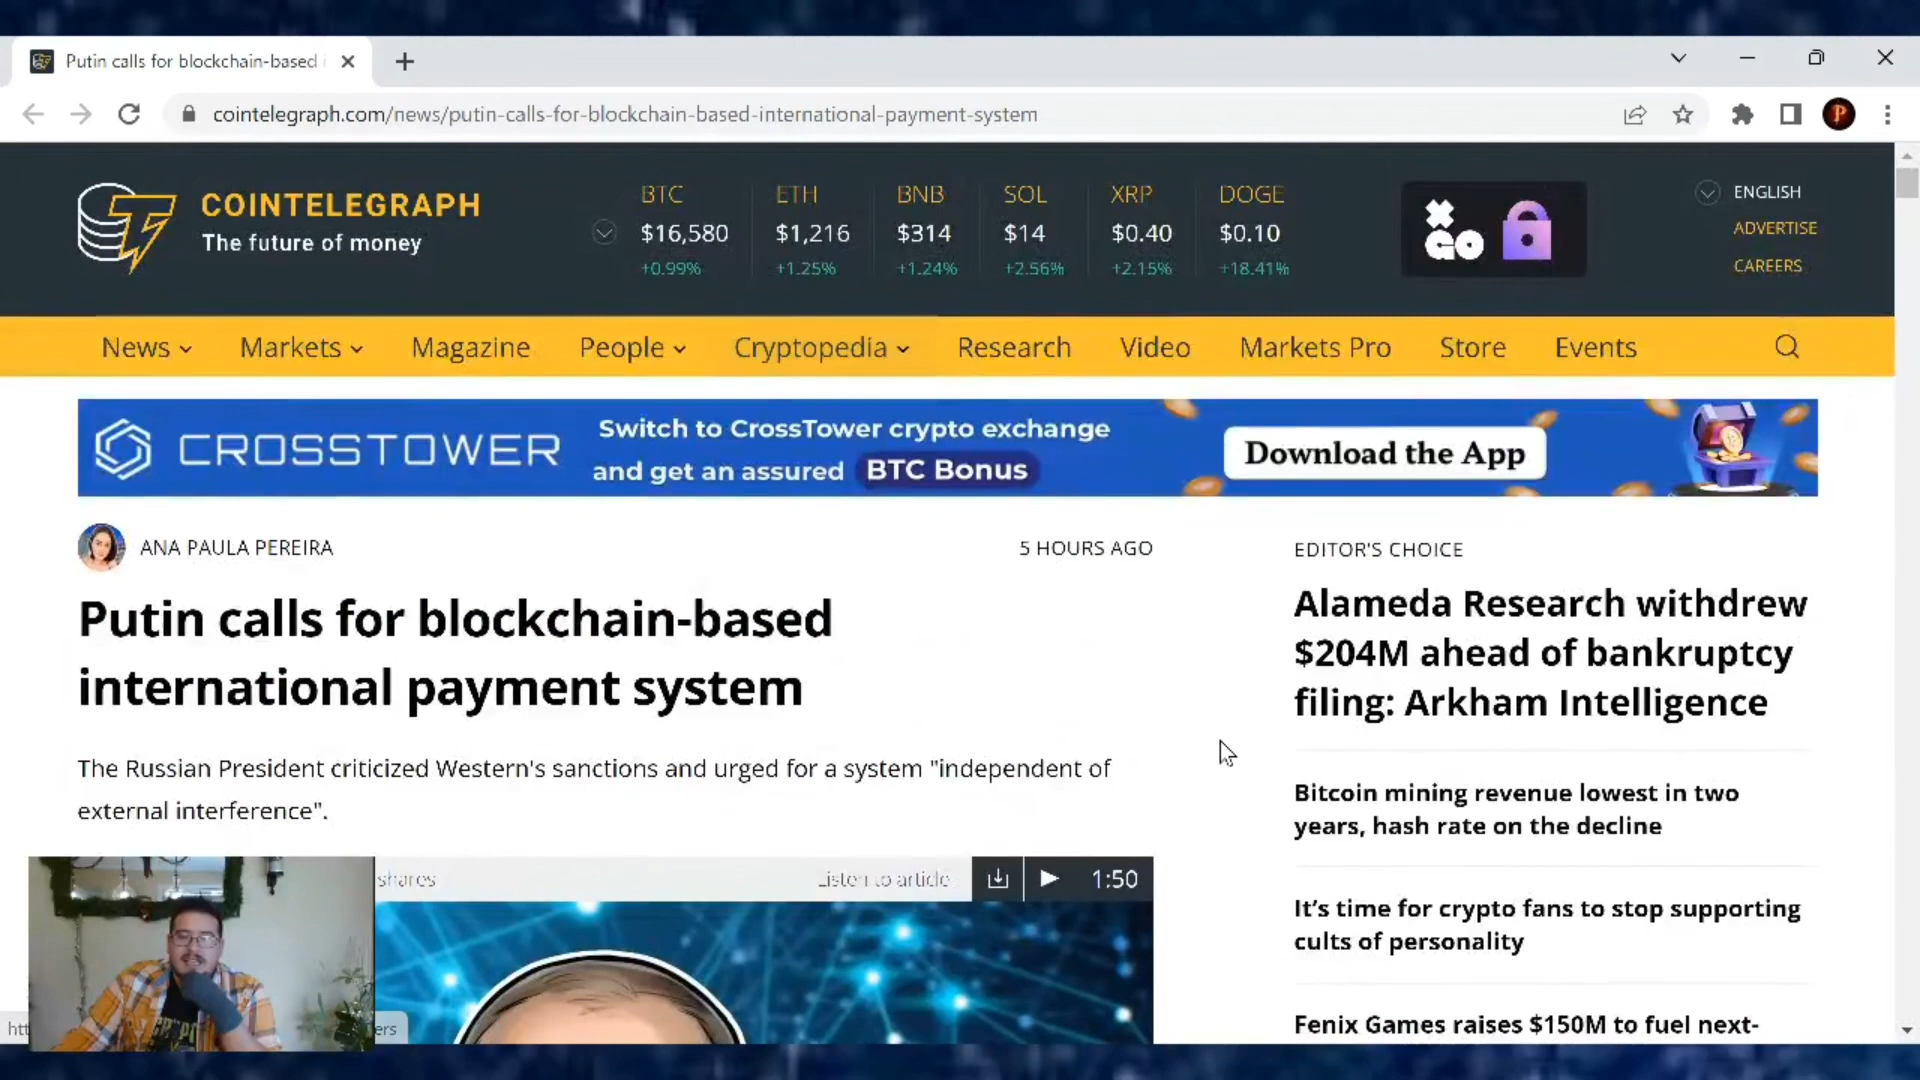 Putin calls for blockchain-based
cointelegraph.com/news/putin-calls-for-blockchain-based-international-payment-system
P
COINTELEGRAPH
The future of money
BTC ETH BNB SOL XRP DOGE
$16,580 $1,216 $314 $14 $0.40 $0.10
+0.99% +1.25% +1.24% +2.56% +2.15% +18.41%
XGO
ENGLISH
ADVERTISE
CAREERS
News Markets Magazine People Cryptopedia Research Video Markets Pro Store Events
CROSSTOWER
Switch to CrossTower crypto exchange
and get an assured BTC Bonus
Download the App
ANA PAULA PEREIRA
5 HOURS AGO
Putin calls for blockchain-based
international payment system
The Russian President criticized Western's sanctions and urged for a system "independent of
external interference".
shares
Listen to article
1:50
EDITOR'S CHOICE
Alameda Research withdrew
$204M ahead of bankruptcy
filing: Arkham Intelligence
Bitcoin mining revenue lowest in two
years, hash rate on the decline
It's time for crypto fans to stop supporting
cults of personality
Fenix Games raises $150M to fuel next-